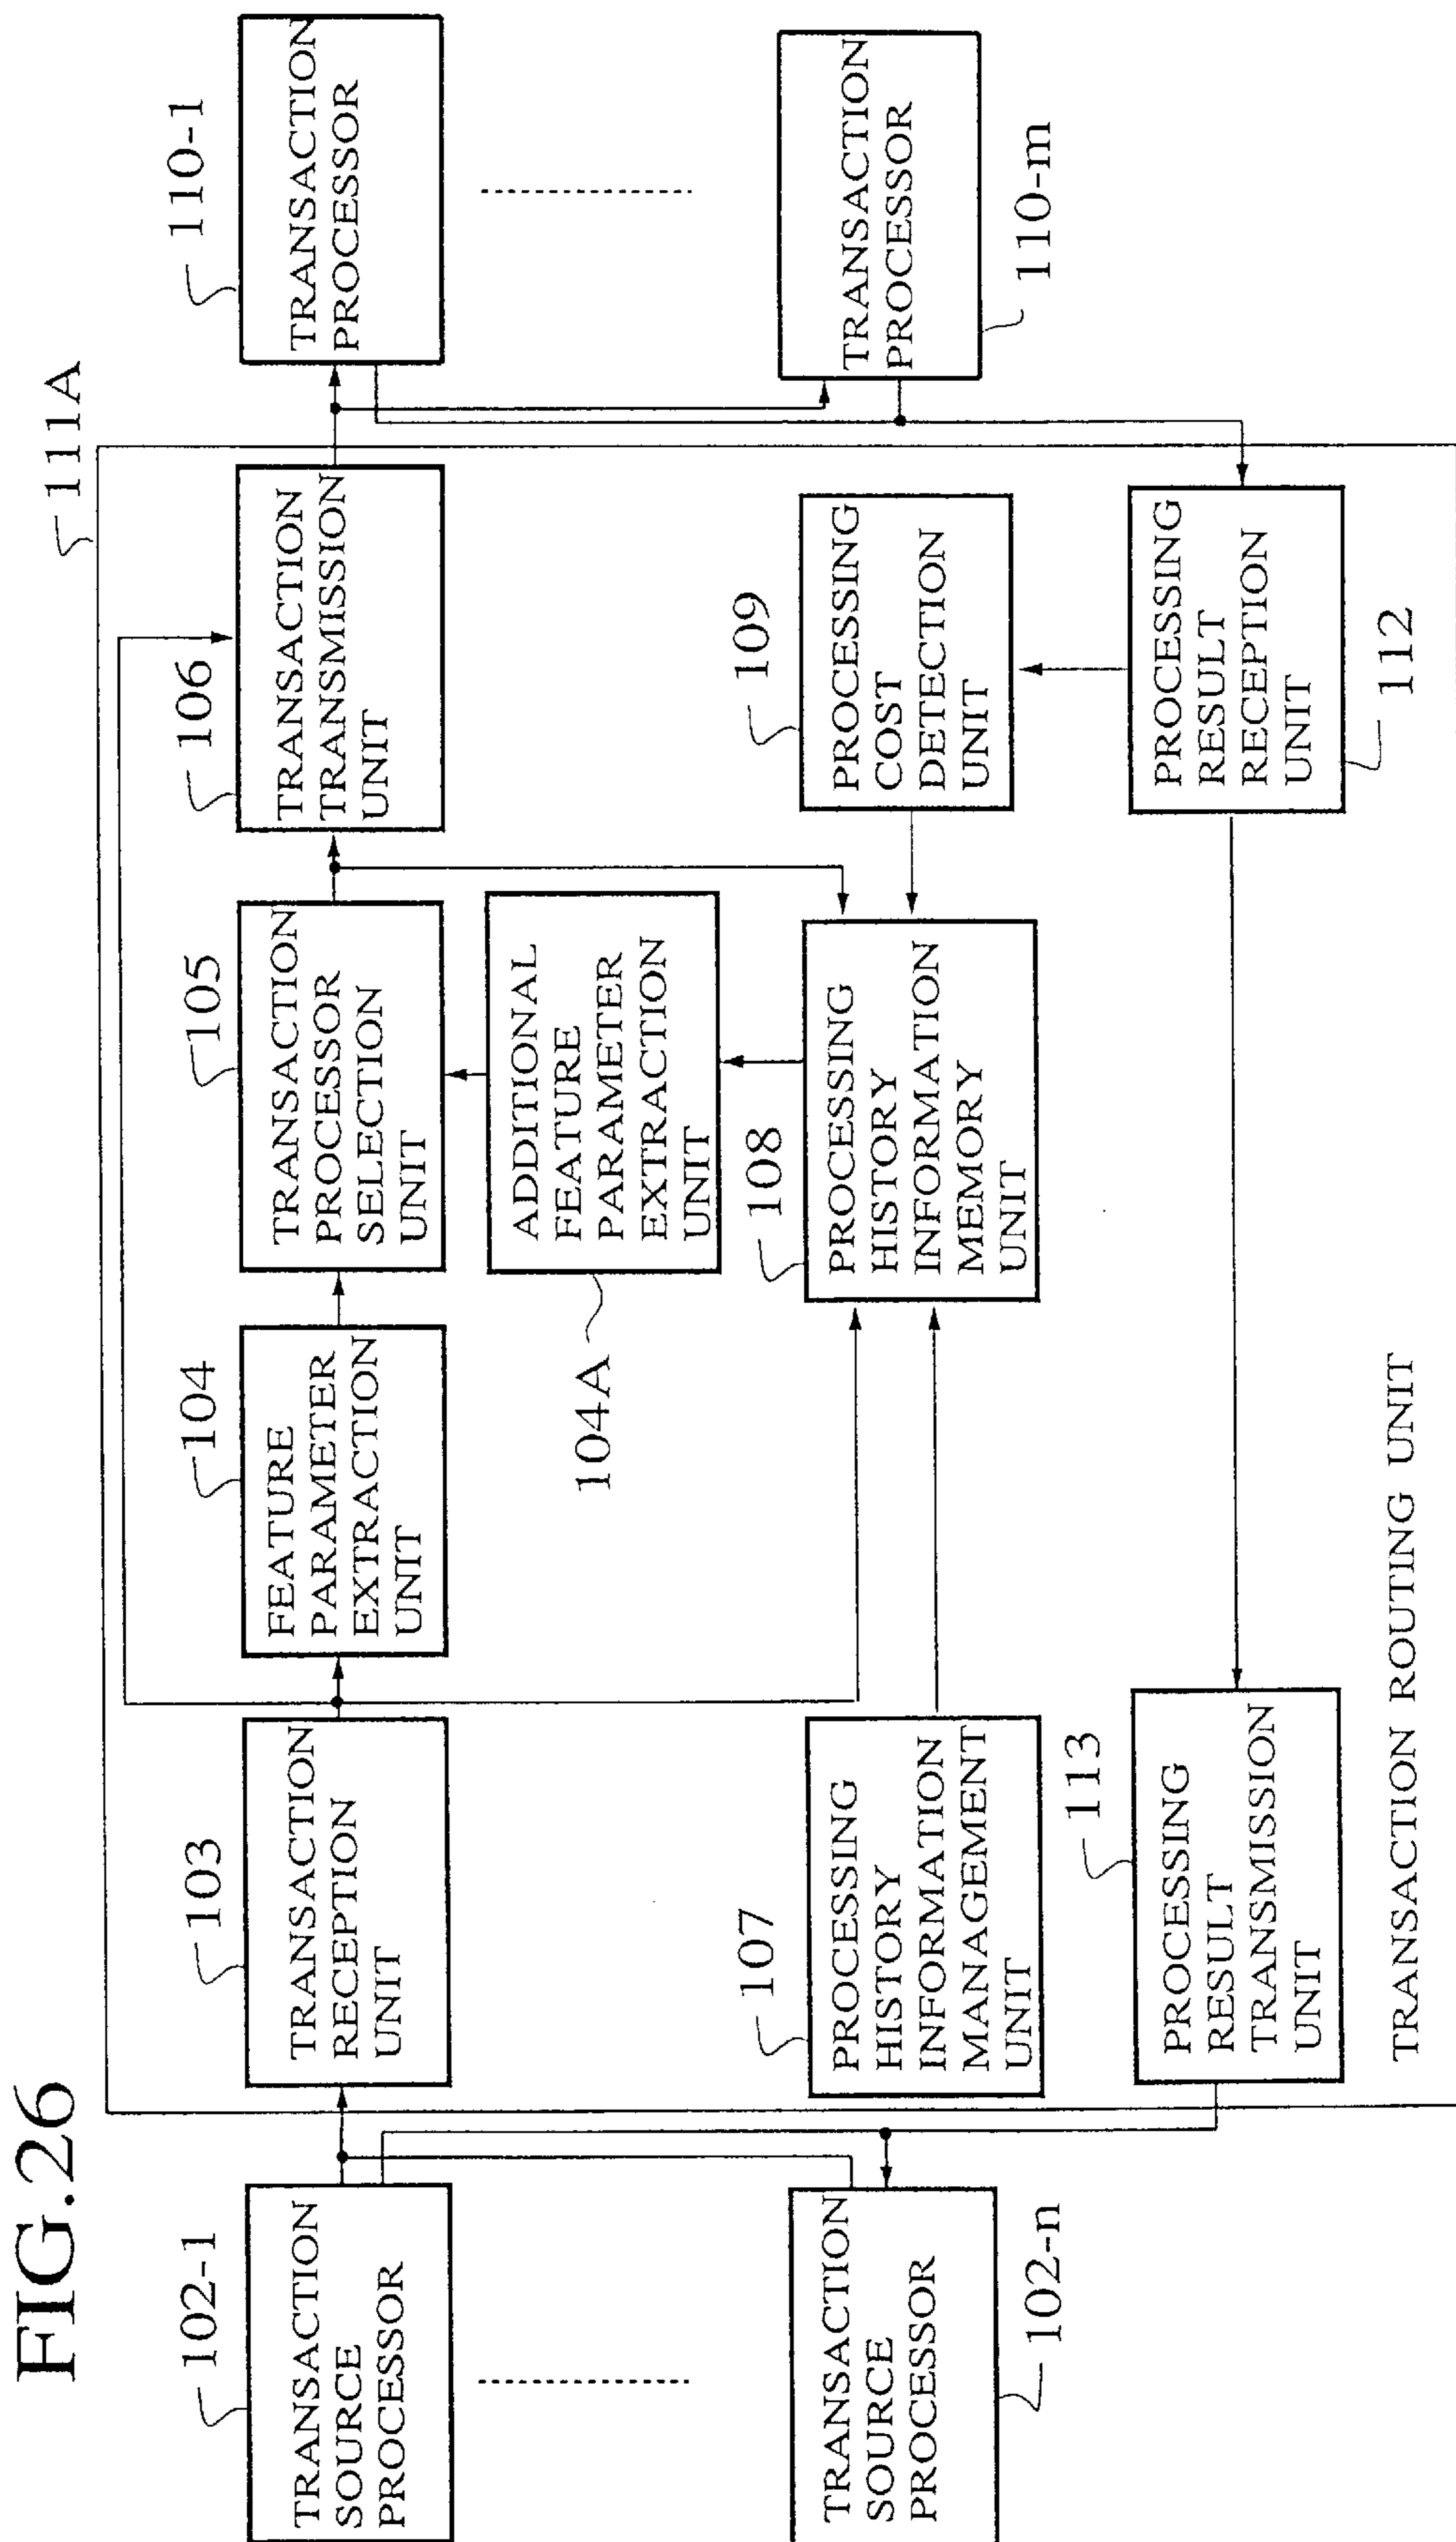 FIG.26
111A
102-1
TRANSACTION
SOURCE
PROCESSOR
103
TRANSACTION
RECEPTION
UNIT
104
FEATURE
PARAMETER
EXTRACTION
UNIT
105
TRANSACTION
PROCESSOR
SELECTION
UNIT
106
TRANSACTION
TRANSMISSION
UNIT
110-1
TRANSACTION
PROCESSOR
104A
ADDITIONAL
FEATURE
PARAMETER
EXTRACTION
UNIT
TRANSACTION
SOURCE
PROCESSOR
102-n
107
PROCESSING
HISTORY
INFORMATION
MANAGEMENT
UNIT
108
PROCESSING
HISTORY
INFORMATION
MEMORY
UNIT
109
PROCESSING
COST
DETECTION
UNIT
TRANSACTION
PROCESSOR
110-m
113
PROCESSING
RESULT
TRANSMISSION
UNIT
PROCESSING
RESULT
RECEPTION
UNIT
112
TRANSACTION ROUTING UNIT